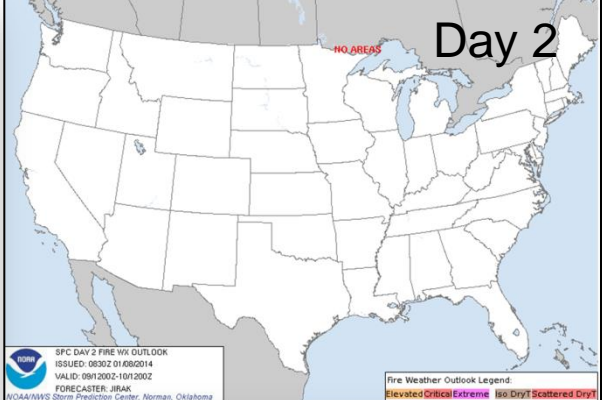 Day 2
NO AREAS
NOAA
SPC DAY 2 FIRE WX OUTLOOK
ISSUED: 0830Z 01/08/2014
VALID: 09/1200Z-10/1200Z
FORECASTER: JIRAK
NOAA/NWS Storm Prediction Center, Norman, Oklahoma
Fire Weather Outlook Legend:
Elevated Critical Extreme Iso DryT Scattered DryT